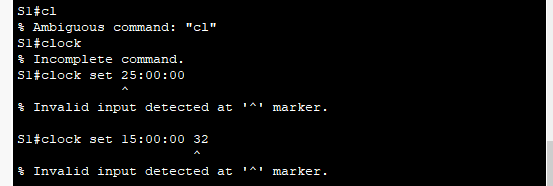 S1#cl
% Ambiguous command: "cl"
S1#clock
% Incomplete command.
S1#clock set 25:00:00
^
% Invalid input detected at '^' marker.
S1#clock set 15:00:00 32
^
% Invalid input detected at '^' marker.